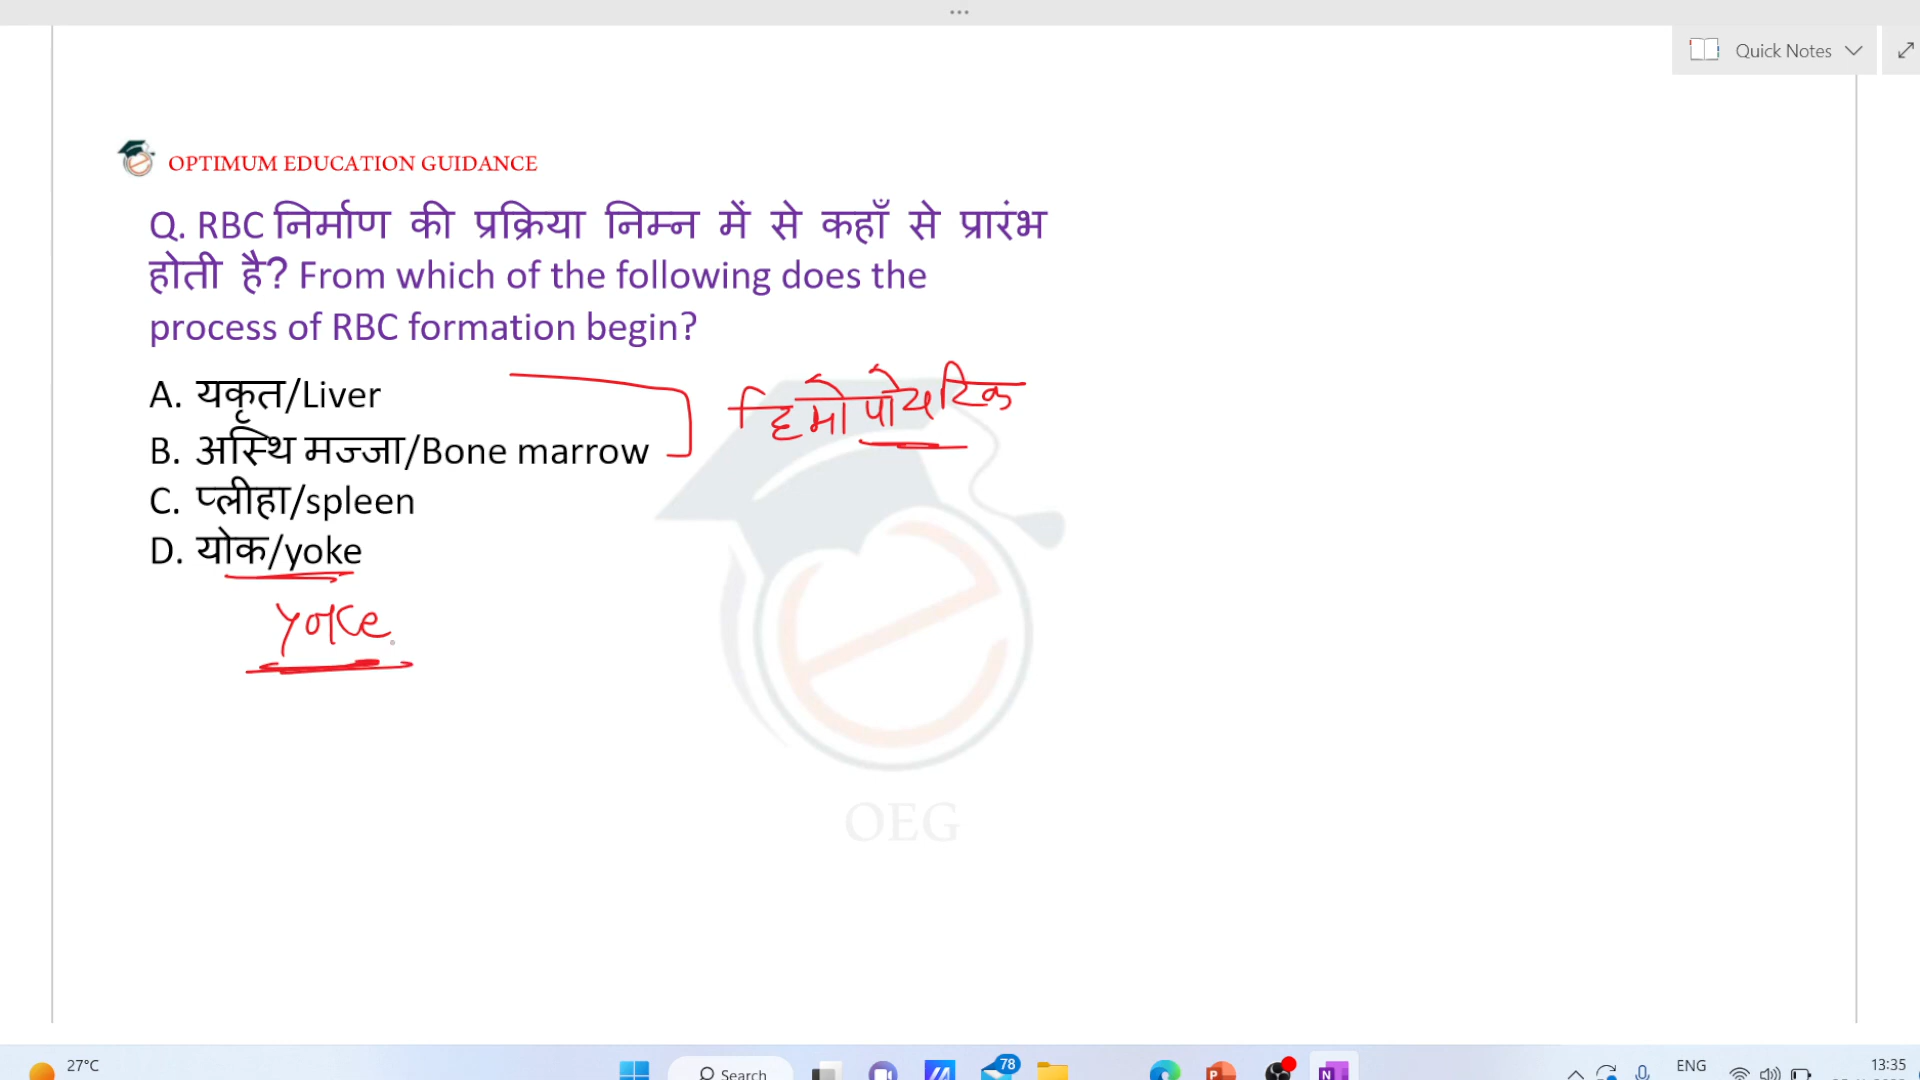 Quick Notes
OPTIMUM EDUCATION GUIDANCE
Q. RBC निर्माण की प्रक्रिया निम्न में से कहाँ से प्रारंभ
होती है? From which of the following does the
process of RBC formation begin?
A. यकृत/Liver
B. अस्थि मज्जा/Bone marrow
हिमोपोयटिक
C. प्लीहा/spleen
D. योक/yoke
yoke
OEG
27°C
Search
78
ENG
13:35